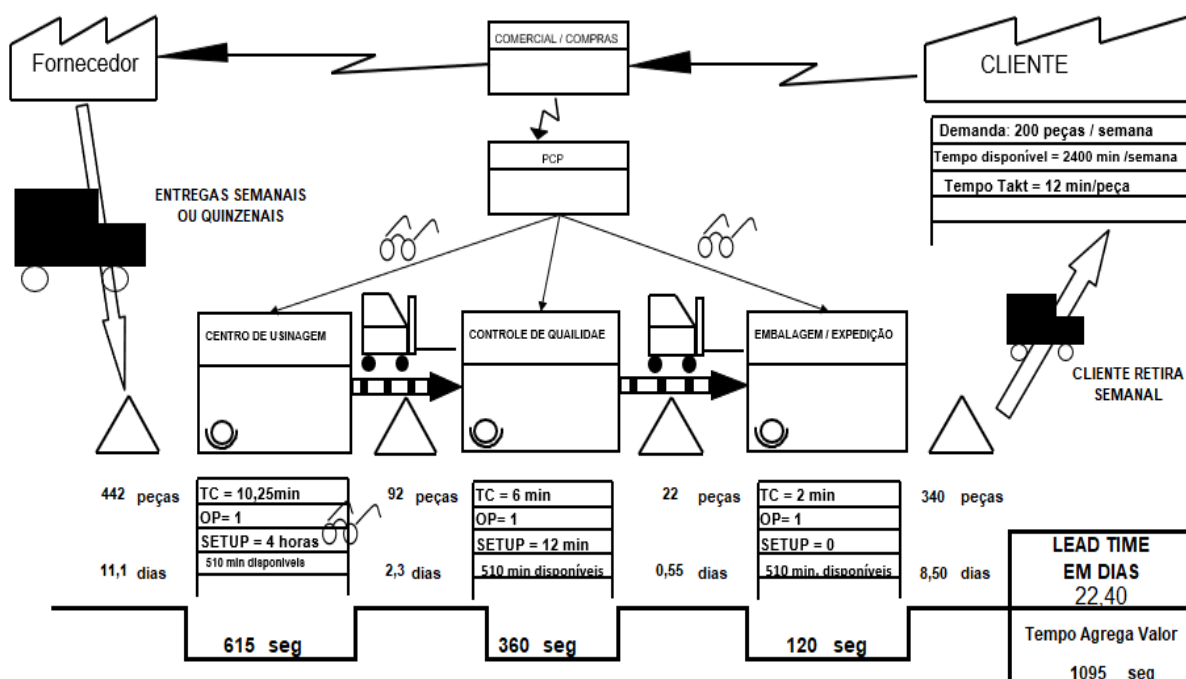 COMERCIAL / COMPRAS
Fornecedor
CLIENTE
Demanda: 200 peças / semana
Tempo disponível = 2400 min /semana
Tempo Takt = 12 min/peça
PCP
ENTREGAS SEMANAIS
OU QUINZENAIS
CENTRO DE USINAGEM
CONTROLE DE QUAILIDAE
EMBALAGEM / EXPEDIÇÃO
CLIENTE RETIRA
SEMANAL
442 peças
TC = 10,25min
OP= 1
SETUP = 4 horas
510 min disponíveis
11,1 dias
92 peças
2,3 dias
TC = 6 min
OP= 1
SETUP = 12 min
510 min disponíveis
22 peças
0,55 dias
TC = 2 min
OP= 1
SETUP = 0
510 min. disponíveis
340 peças
8,50 dias
LEAD TIME
EM DIAS
22,40
615 seg
360 seg
120 seg
Tempo Agrega Valor
1095 seg